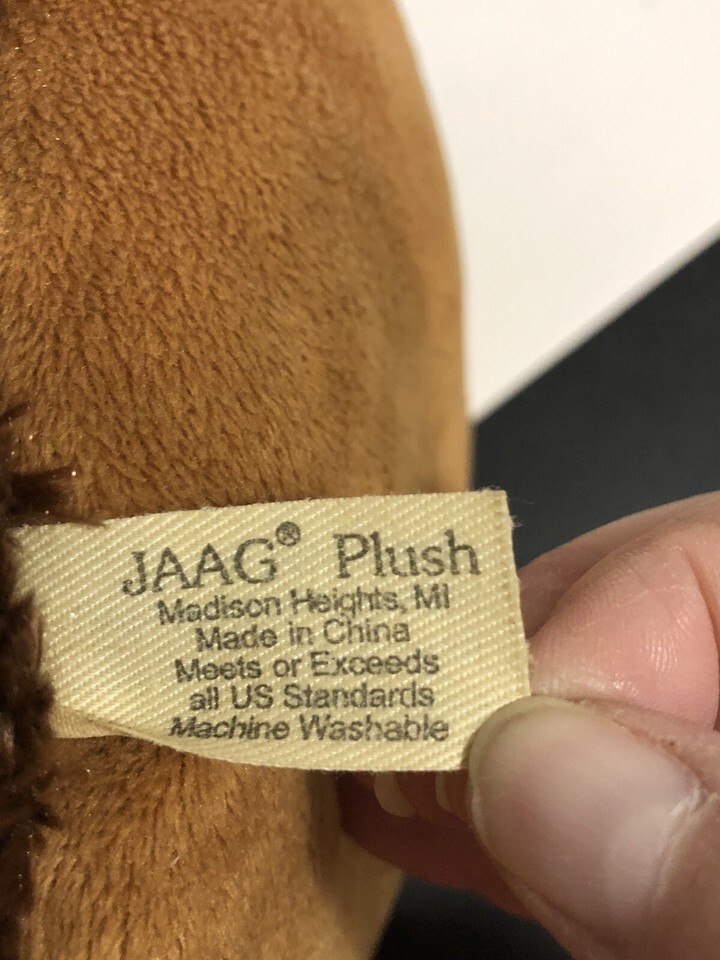 JAAG® Plush
Madison Heights, MI
Made in China
Meets or Exceeds
all US Standards
Machine Washable